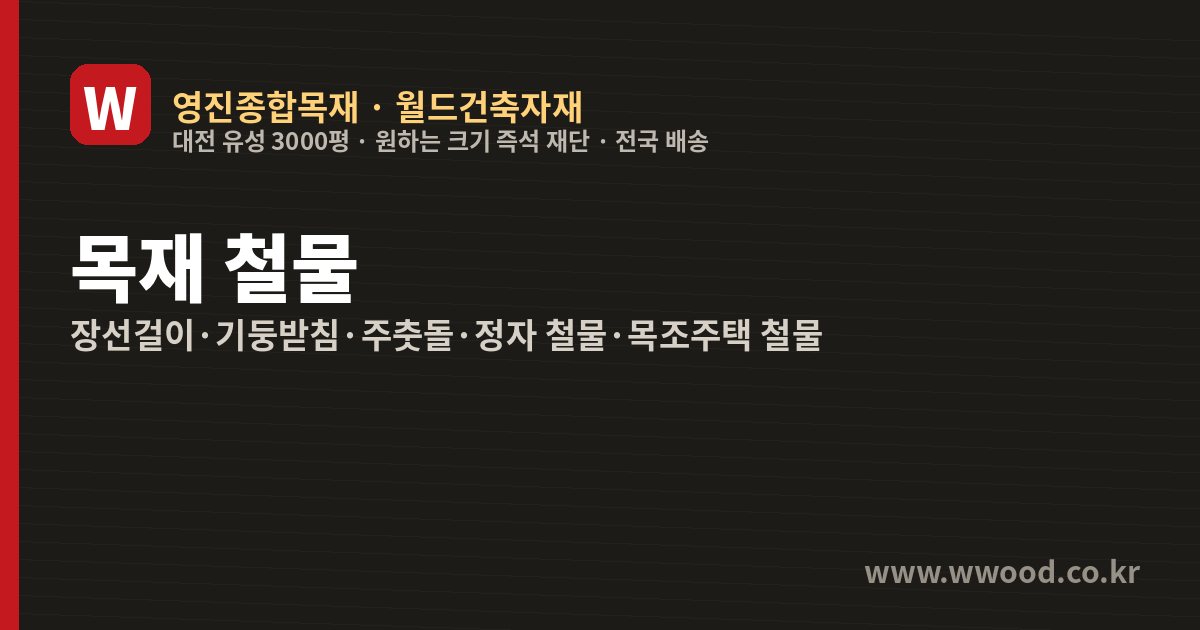 W
영진종합목재 · 월드건축자재
대전 유성 3000평 · 원하는 크기 즉석 재단 · 전국 배송
목재 철물
장선걸이·기둥받침·주춧돌·정자 철물·목조주택 철물
www.wwood.co.kr